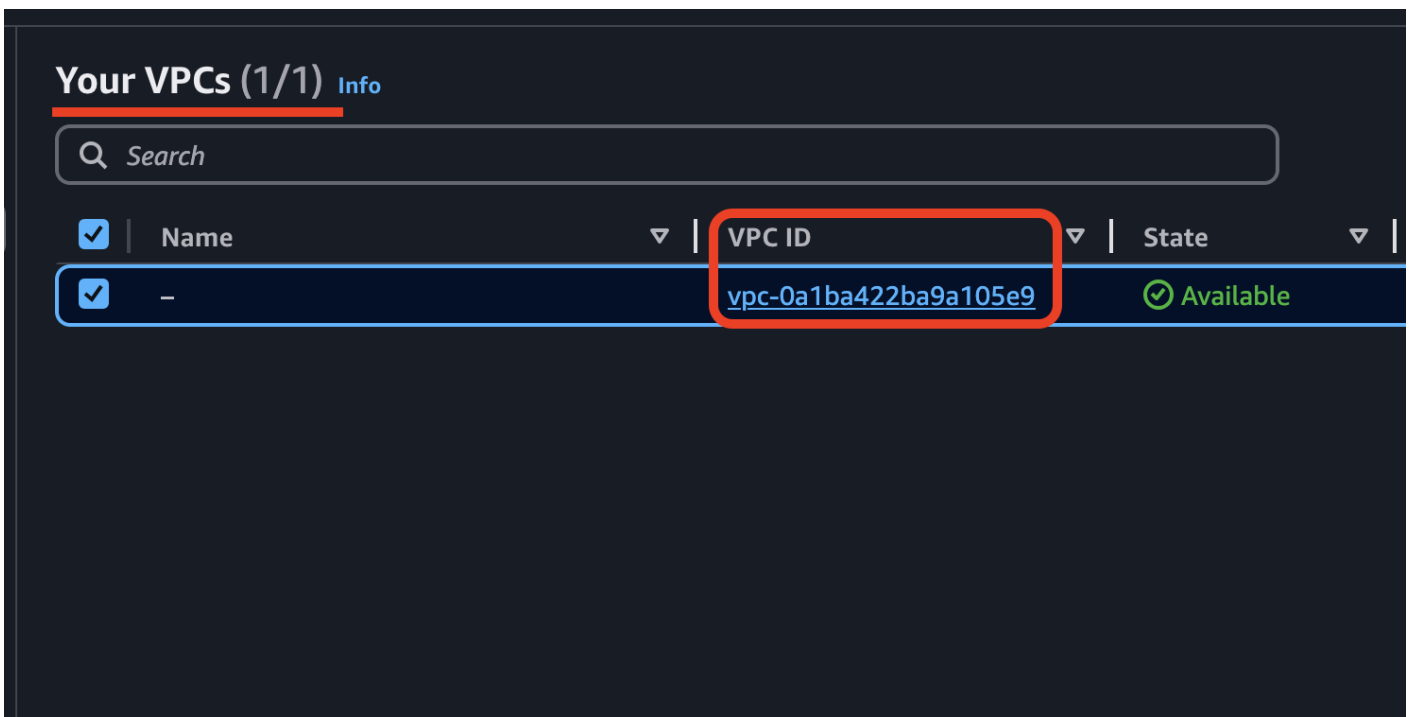 Your VPCs (1/1) Info
Search
Name VPC ID State
– vpc-0a1ba422ba9a105e9 Available